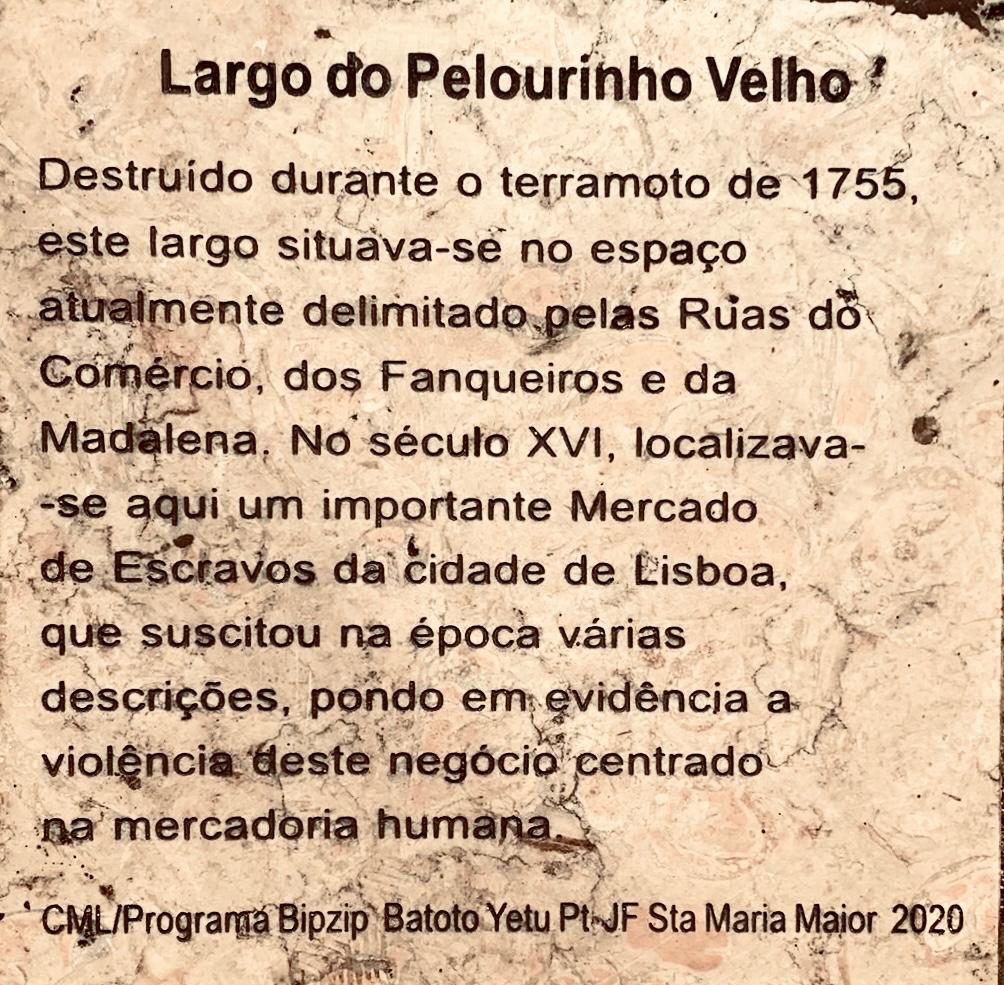 Largo do Pelourinho Velho
Destruído durante o terramoto de 1755,
este largo situava-se no espaço
atualmente delimitado pelas Ruas do
Comércio, dos Fanqueiros e da
Madalena. No século XVI, localizava-
-se aqui um importante Mercado
de Escravos da cidade de Lisboa,
que suscitou na época várias
descrições, pondo em evidência a
violência deste negócio centrado
na mercadoria humana.
CML/Programa Bipzip Batoto Yetu Pt JF Sta Maria Maior 2020